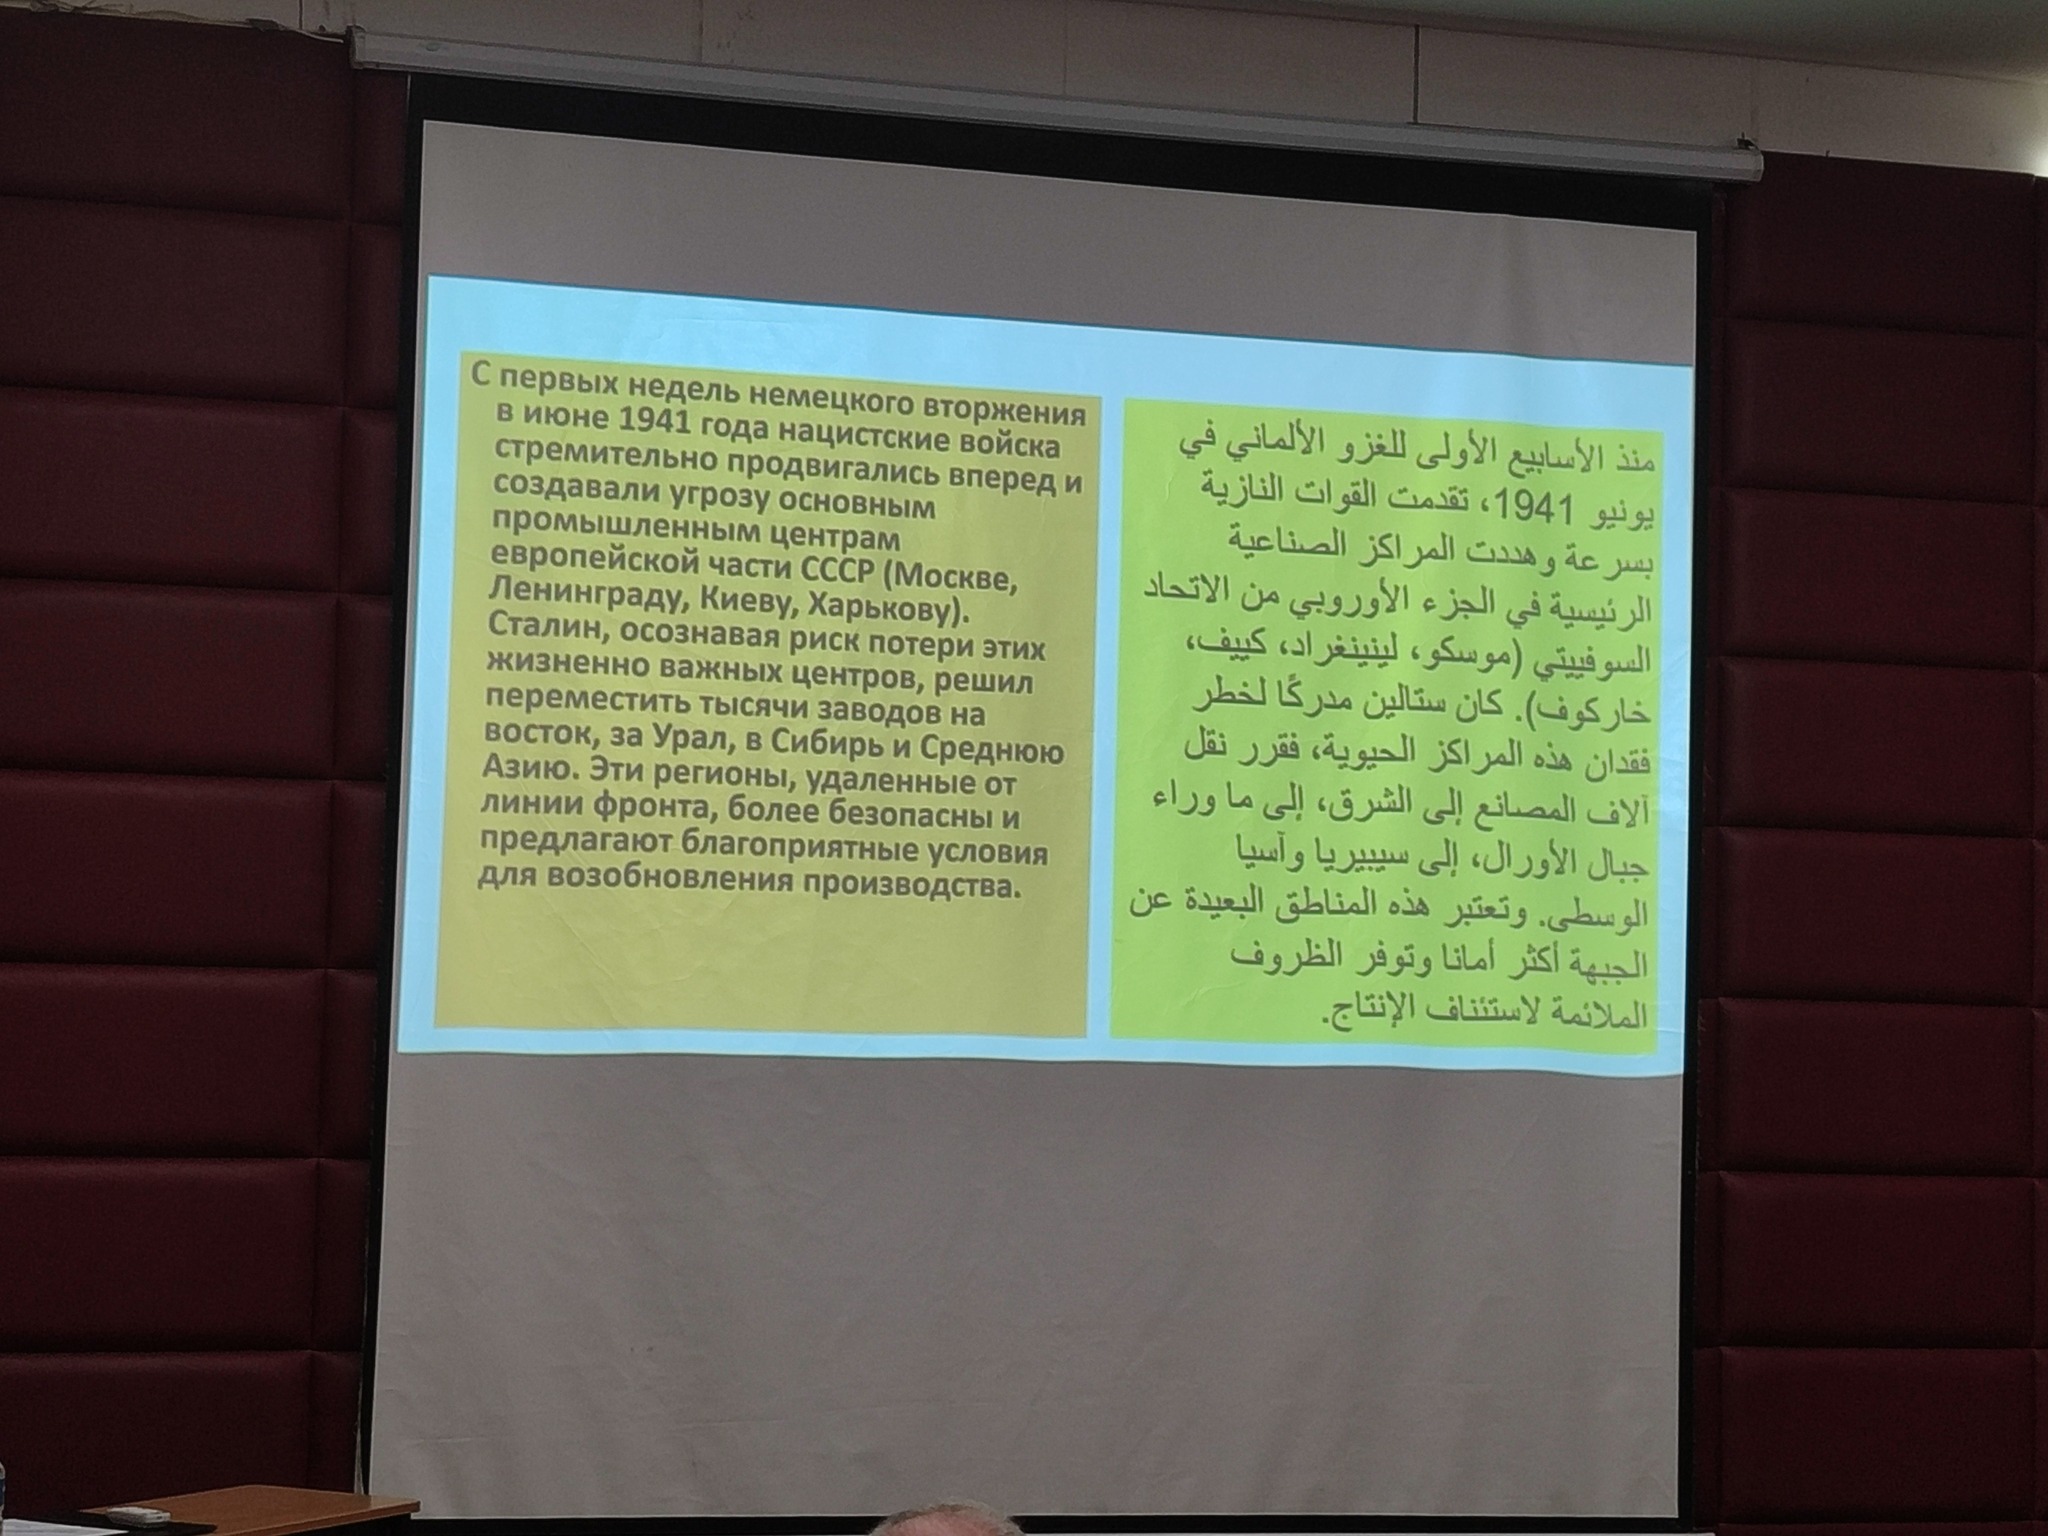 С первых недель немецкого вторжения
в июне 1941 года нацистские войска
стремительно продвигались вперед и
создавали угрозу основным
промышленным центрам
европейской части СССР (Москве,
Ленинграду, Киеву, Харькову).
Сталин, осознавая риск потери этих
жизненно важных центров, решил
переместить тысячи заводов на
восток, за Урал, в Сибирь и Среднюю
Азию. Эти регионы, удаленные от
линии фронта, более безопасны и
предлагают благоприятные условия
для возобновления производства.
منذ الأسابيع الأولى للغزو الألماني في
يونيو 1941، تقدمت القوات النازية
بسرعة وهددت المراكز الصناعية
الرئيسية في الجزء الأوروبي من الاتحاد
السوفييتي (موسكو، لينينغراد، كييف،
خاركوف). كان ستالين مدركًا لخطر
فقدان هذه المراكز الحيوية، فقرر نقل
آلاف المصانع إلى الشرق، إلى ما وراء
جبال الأورال، إلى سيبيريا وآسيا
الوسطى. وتعتبر هذه المناطق البعيدة عن
الجبهة أكثر أمانا وتوفر الظروف
الملائمة لاستئناف الإنتاج.